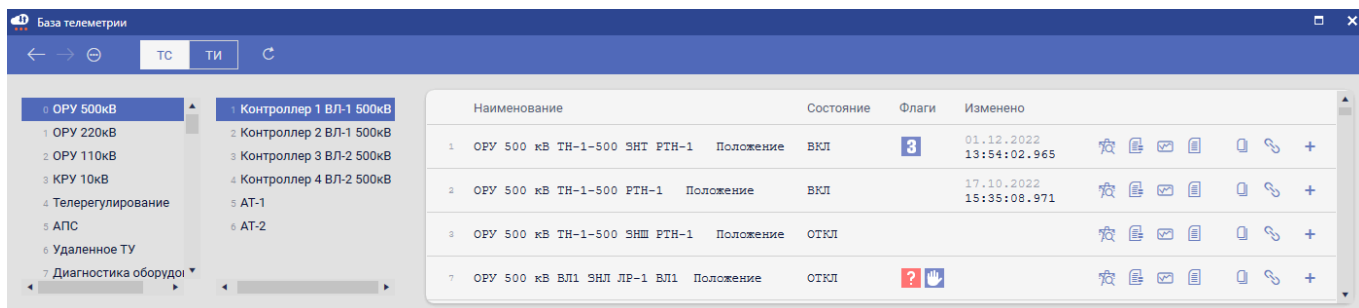 База телеметрии
ТС ТИ
0 ОРУ 500кВ
1 ОРУ 220кВ
2 ОРУ 110кВ
3 КРУ 10кВ
4 Телерегулирование
5 АПС
6 Удаленное ТУ
7 Диагностика оборудо
1 Контроллер 1 ВЛ-1 500кВ
2 Контроллер 2 ВЛ-1 500кВ
3 Контроллер 3 ВЛ-2 500кВ
4 Контроллер 4 ВЛ-2 500кВ
5 АТ-1
6 АТ-2
Наименование Состояние Флаги Изменено
1 ОРУ 500 кВ ТН-1-500 ЗНТ РТН-1 Положение ВКЛ З 01.12.2022
13:54:02.965
2 ОРУ 500 кВ ТН-1-500 РТН-1 Положение ВКЛ 17.10.2022
15:35:08.971
3 ОРУ 500 кВ ТН-1-500 ЗНШ РТН-1 Положение ОТКЛ
7 ОРУ 500 кВ ВЛ1 ЗНЛ ЛР-1 ВЛ1 Положение ОТКЛ ?